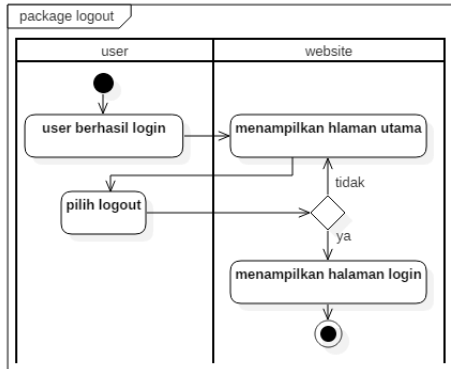 package logout
user
website
user berhasil login
menampilkan hlaman utama
tidak
pilih logout
ya
menampilkan halaman login